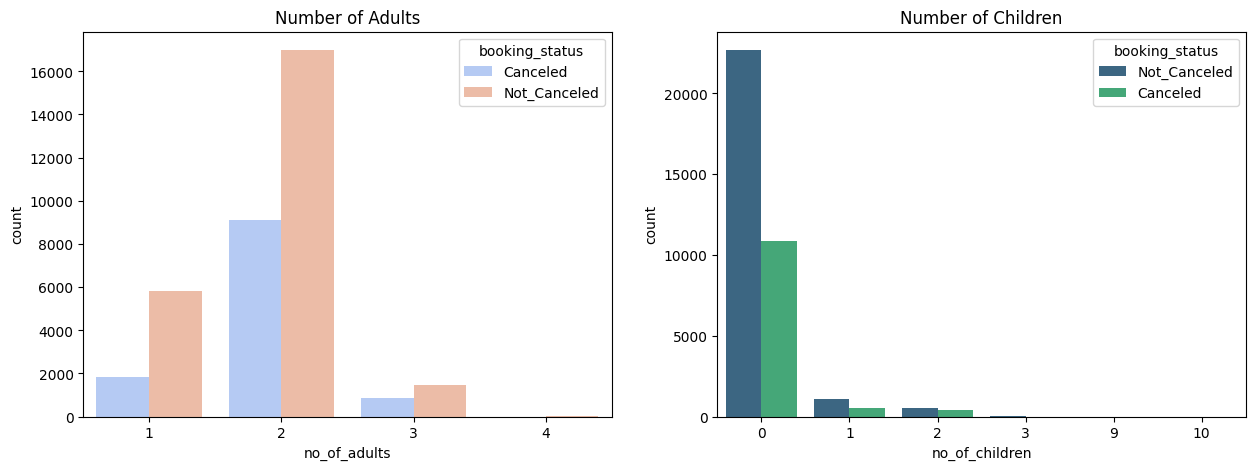 Number of Adults
booking_status
Canceled
Not_Canceled
16000
14000
12000
10000
8000
6000
4000
2000
0
count
1 2 3 4
no_of_adults
Number of Children
booking_status
Not_Canceled
Canceled
20000
15000
10000
5000
0
count
0 1 2 3 9 10
no_of_children